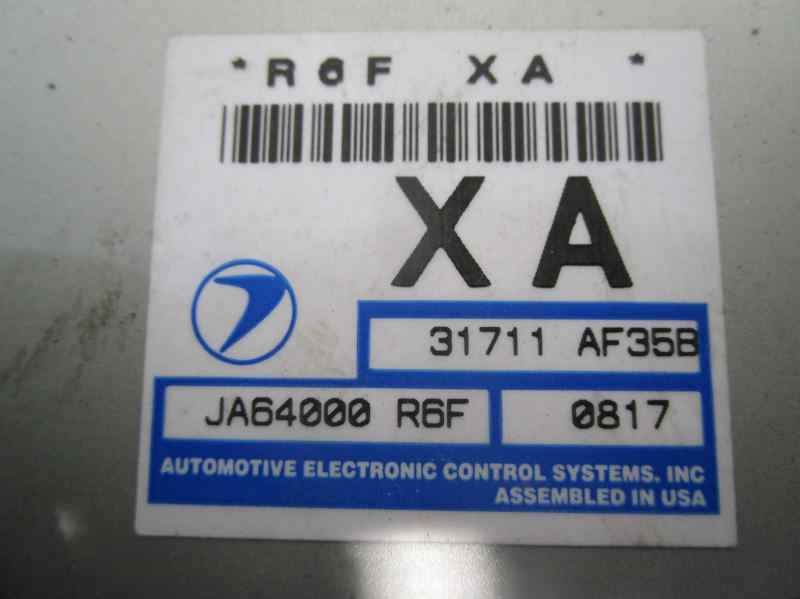 *R6F XA *
XA
31711 AF35B
JA64000 R6F 0817
AUTOMOTIVE ELECTRONIC CONTROL SYSTEMS. INC
ASSEMBLED IN USA